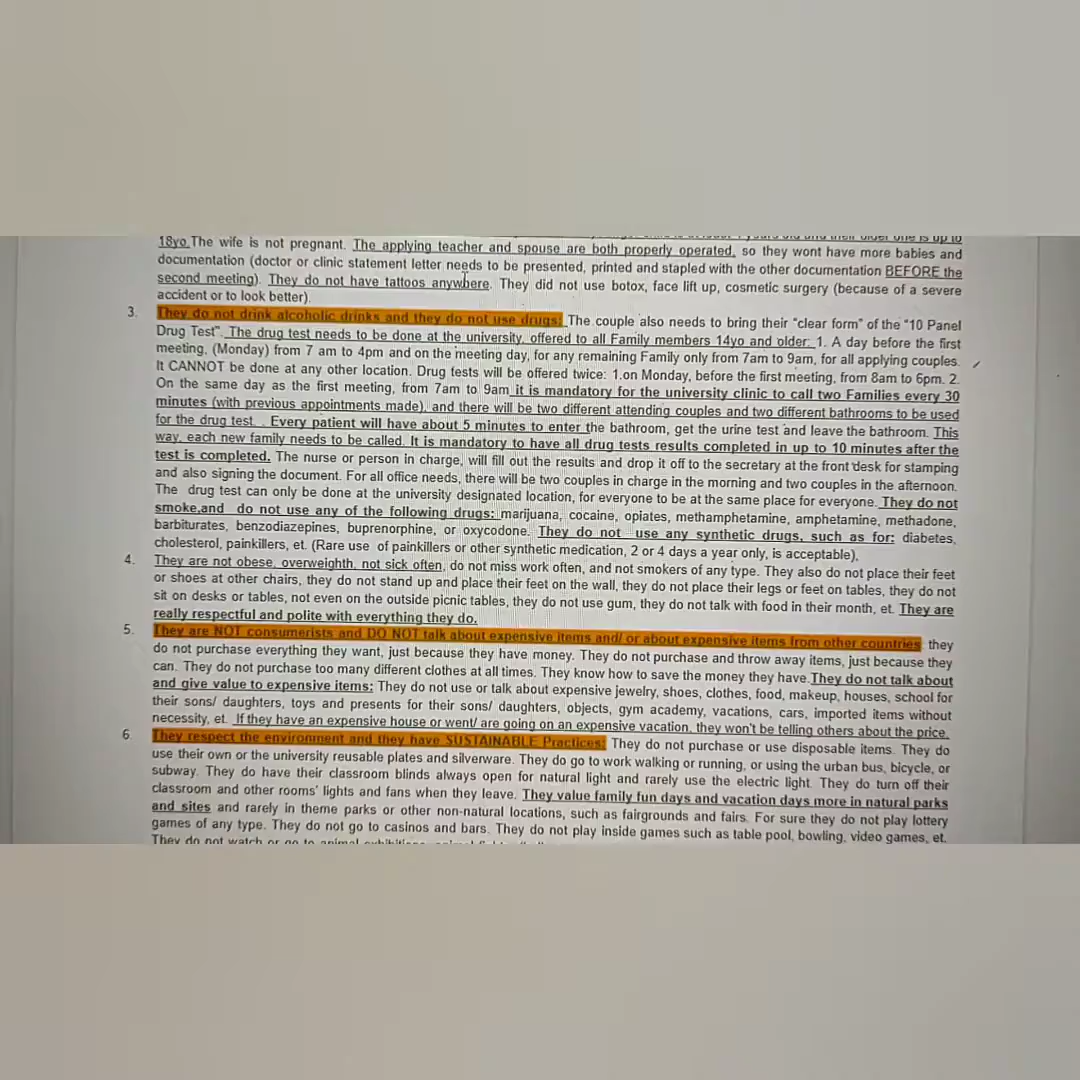 18yo.The wife is not pregnant. The applying teacher and spouse are both properly operated, so they wont have more babies and
documentation (doctor or clinic statement letter needs to be presented, printed and stapled with the other documentation BEFORE the
second meeting). They do not have tattoos anywhere. They did not use botox, face lift up, cosmetic surgery (because of a severe
accident or to look better).
3. They do not drink alcoholic drinks and they do not use drugs: The couple also needs to bring their "clear form" of the "10 Panel
Drug Test". The drug test needs to be done at the university, offered to all Family members 14yo and older: 1. A day before the first
meeting, (Monday) from 7 am to 4pm and on the meeting day, for any remaining Family only from 7am to 9am, for all applying couples.
It CANNOT be done at any other location. Drug tests will be offered twice: 1.on Monday, before the first meeting, from 8am to 6pm. 2.
On the same day as the first meeting, from 7am to 9am it is mandatory for the university clinic to call two Families every 30
minutes (with previous appointments made), and there will be two different attending couples and two different bathrooms to be used
for the drug test. . Every patient will have about 5 minutes to enter the bathroom, get the urine test and leave the bathroom. This
way, each new family needs to be called. It is mandatory to have all drug tests results completed in up to 10 minutes after the
test is completed. The nurse or person in charge, will fill out the results and drop it off to the secretary at the front desk for stamping
and also signing the document. For all office needs, there will be two couples in charge in the morning and two couples in the afternoon.
The drug test can only be done at the university designated location, for everyone to be at the same place for everyone. They do not
smoke,and do not use any of the following drugs: marijuana, cocaine, opiates, methamphetamine, amphetamine, methadone,
barbiturates, benzodiazepines, buprenorphine, or oxycodone. They do not use any synthetic drugs, such as for: diabetes,
cholesterol, painkillers, et. (Rare use of painkillers or other synthetic medication, 2 or 4 days a year only, is acceptable).
4. They are not obese, overweighth, not sick often, do not miss work often, and not smokers of any type. They also do not place their feet
or shoes at other chairs, they do not stand up and place their feet on the wall, they do not place their legs or feet on tables, they do not
sit on desks or tables, not even on the outside picnic tables, they do not use gum, they do not talk with food in their month, et. They are
really respectful and polite with everything they do.
5. They are NOT consumerists and DO NOT talk about expensive items and/ or about expensive items from other countries, they
do not purchase everything they want, just because they have money. They do not purchase and throw away items, just because they
can. They do not purchase too many different clothes at all times. They know how to save the money they have.They do not talk about
and give value to expensive items: They do not use or talk about expensive jewelry, shoes, clothes, food, makeup, houses, school for
their sons/ daughters, toys and presents for their sons/ daughters, objects, gym academy, vacations, cars, imported items without
necessity, et. If they have an expensive house or went/ are going on an expensive vacation, they won't be telling others about the price.
6. They respect the environment and they have SUSTAINABLE Practices: They do not purchase or use disposable items. They do
use their own or the university reusable plates and silverware. They do go to work walking or running, or using the urban bus, bicycle, or
subway. They do have their classroom blinds always open for natural light and rarely use the electric light. They do turn off their
classroom and other rooms' lights and fans when they leave. They value family fun days and vacation days more in natural parks
and sites and rarely in theme parks or other non-natural locations, such as fairgrounds and fairs. For sure they do not play lottery
games of any type. They do not go to casinos and bars. They do not play inside games such as table pool, bowling, video games, et.
They do not watch or go to animal